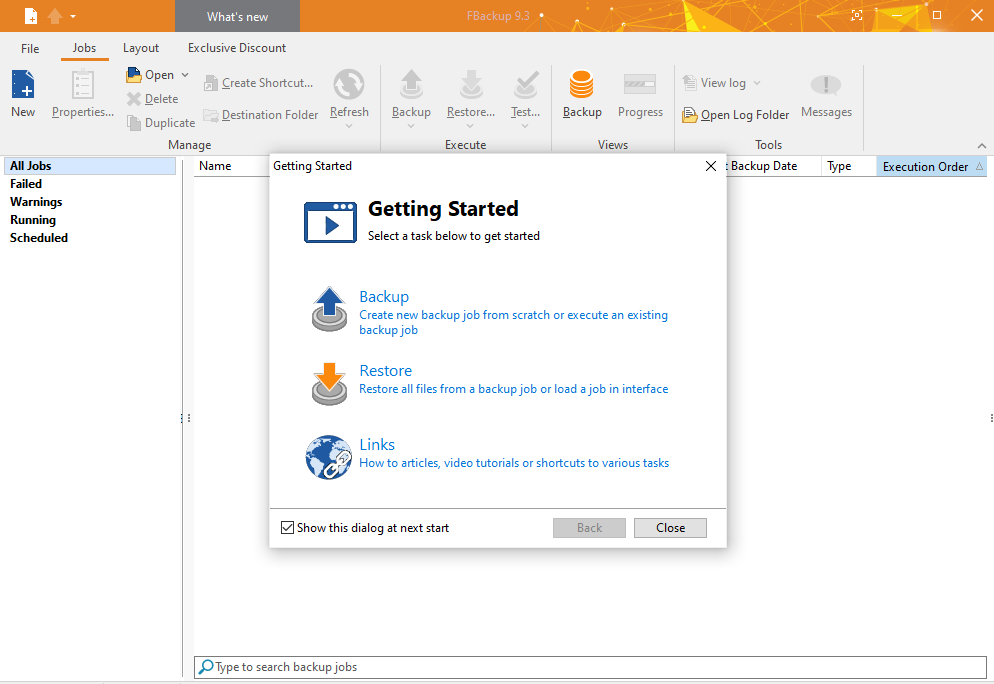 What's new
FBackup 9.3
File
Jobs
Layout
Exclusive Discount
New
Properties...
Open
Delete
Duplicate
Create Shortcut...
Destination Folder
Refresh
Manage
Backup
Restore...
Test...
Execute
Backup
Progress
Views
View log
Open Log Folder
Messages
Tools
All Jobs
Failed
Warnings
Running
Scheduled
Name
Backup Date
Type
Execution Order
Getting Started
Getting Started
Select a task below to get started
Backup
Create new backup job from scratch or execute an existing
backup job
Restore
Restore all files from a backup job or load a job in interface
Links
How to articles, video tutorials or shortcuts to various tasks
Show this dialog at next start
Back
Close
Type to search backup jobs